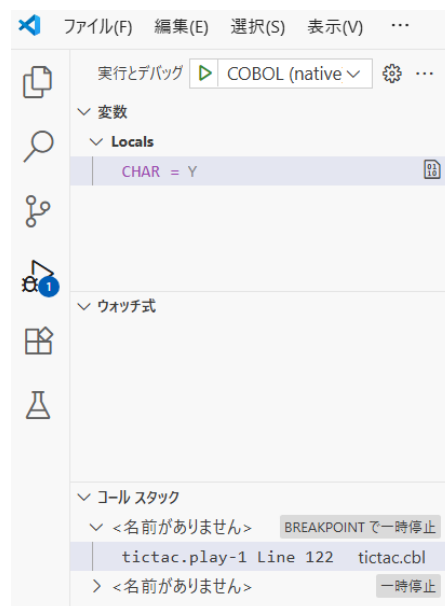 ファイル(F) 編集(E) 選択(S) 表示(V) …
実行とデバッグ COBOL (native …
変数
Locals
CHAR = Y
1
ウォッチ式
コール スタック
<名前がありません> BREAKPOINT で一時停止
tictac.play-1 Line 122 tictac.cbl
<名前がありません> 一時停止